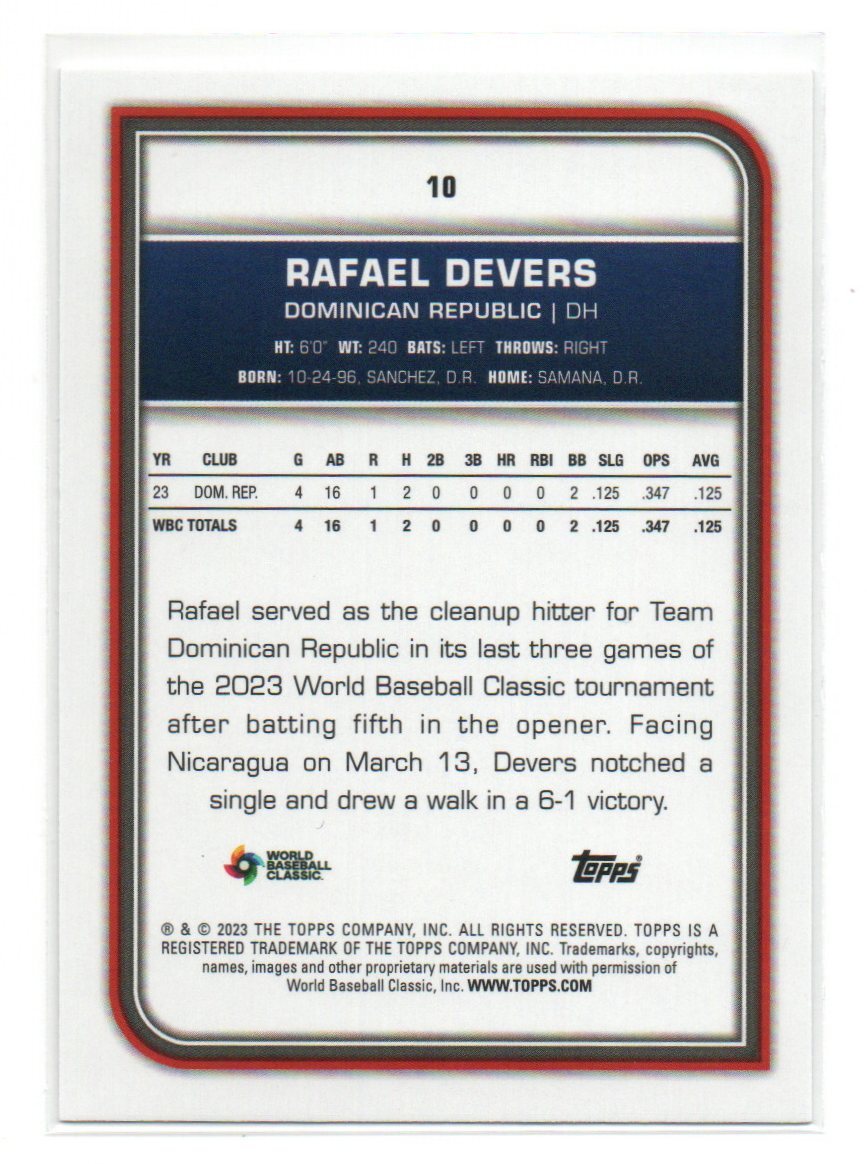 10
RAFAEL DEVERS
DOMINICAN REPUBLIC | DH
HT: 6'0" WT: 240 BATS: LEFT THROWS: RIGHT
BORN: 10-24-96, SANCHEZ, D.R. HOME: SAMANA, D.R.
YR CLUB G AB R H 2B 3B HR RBI BB SLG OPS AVG
23 DOM. REP. 4 16 1 2 0 0 0 0 2 .125 .347 .125
WBC TOTALS 4 16 1 2 0 0 0 0 2 .125 .347 .125
Rafael served as the cleanup hitter for Team
Dominican Republic in its last three games of
the 2023 World Baseball Classic tournament
after batting fifth in the opener. Facing
Nicaragua on March 13, Devers notched a
single and drew a walk in a 6-1 victory.
WORLD
BASEBALL
CLASSIC™
topps®
® & © 2023 THE TOPPS COMPANY, INC. ALL RIGHTS RESERVED. TOPPS IS A
REGISTERED TRADEMARK OF THE TOPPS COMPANY, INC. Trademarks, copyrights,
names, images and other proprietary materials are used with permission of
World Baseball Classic, Inc. WWW.TOPPS.COM